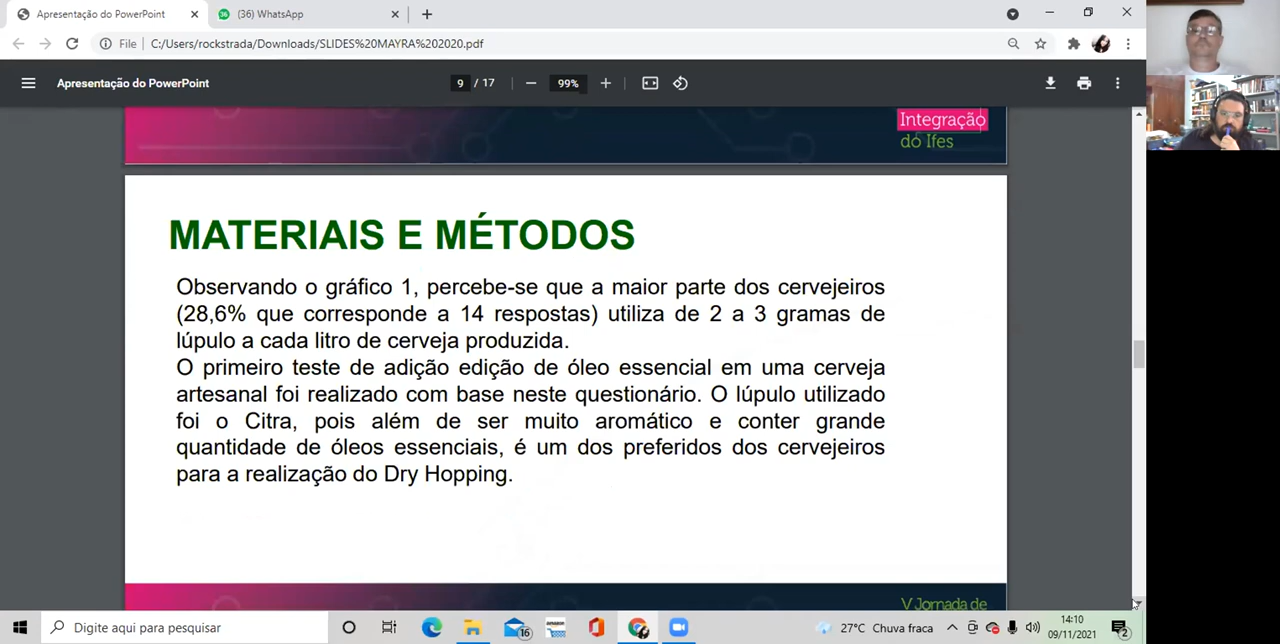 Apresentação do PowerPoint
(36) WhatsApp
File
C:/Users/rockstrada/Downloads/SLIDES%20MAYRA%202020.pdf
Apresentação do PowerPoint
9 / 17
99%
Integração
do Ifes
MATERIAIS E MÉTODOS
Observando o gráfico 1, percebe-se que a maior parte dos cervejeiros
(28,6% que corresponde a 14 respostas) utiliza de 2 a 3 gramas de
lúpulo a cada litro de cerveja produzida.
O primeiro teste de adição edição de óleo essencial em uma cerveja
artesanal foi realizado com base neste questionário. O lúpulo utilizado
foi o Citra, pois além de ser muito aromático e conter grande
quantidade de óleos essenciais, é um dos preferidos dos cervejeiros
para a realização do Dry Hopping.
V Jornada de
Digite aqui para pesquisar
16
27°C Chuva fraca
14:10
09/11/2021
2